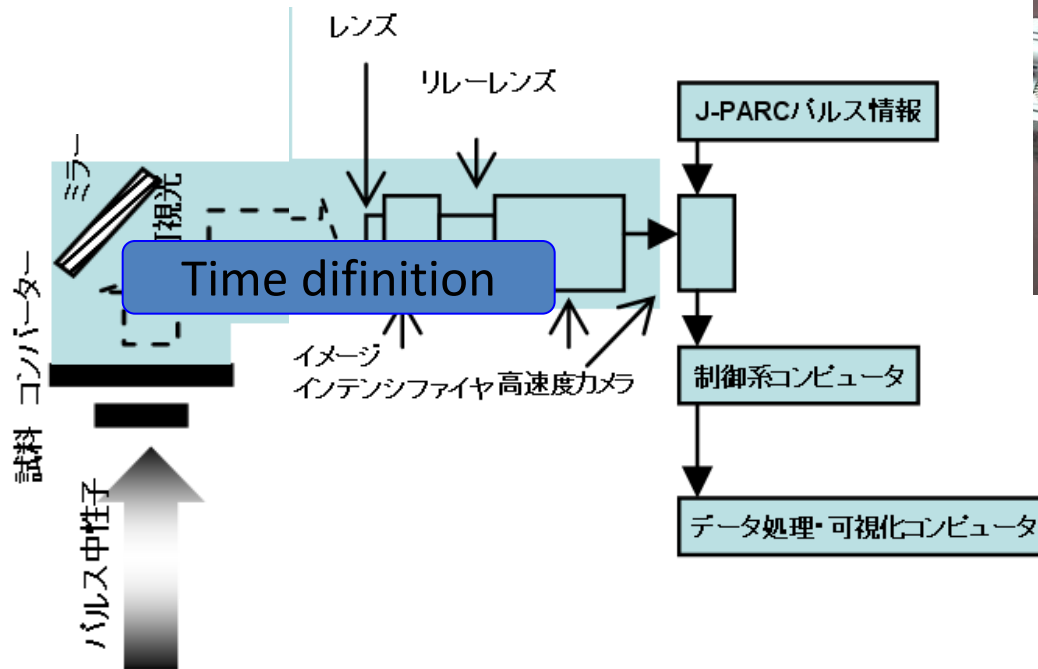 レンズ
リレーレンズ
J-PARCパルス情報
ミラー
可視光
Time difinition
コンバーター
イメージ
インテンシファイヤ
高速度カメラ
制御系コンピュータ
試料
パルス中性子
データ処理・可視化コンピュータ